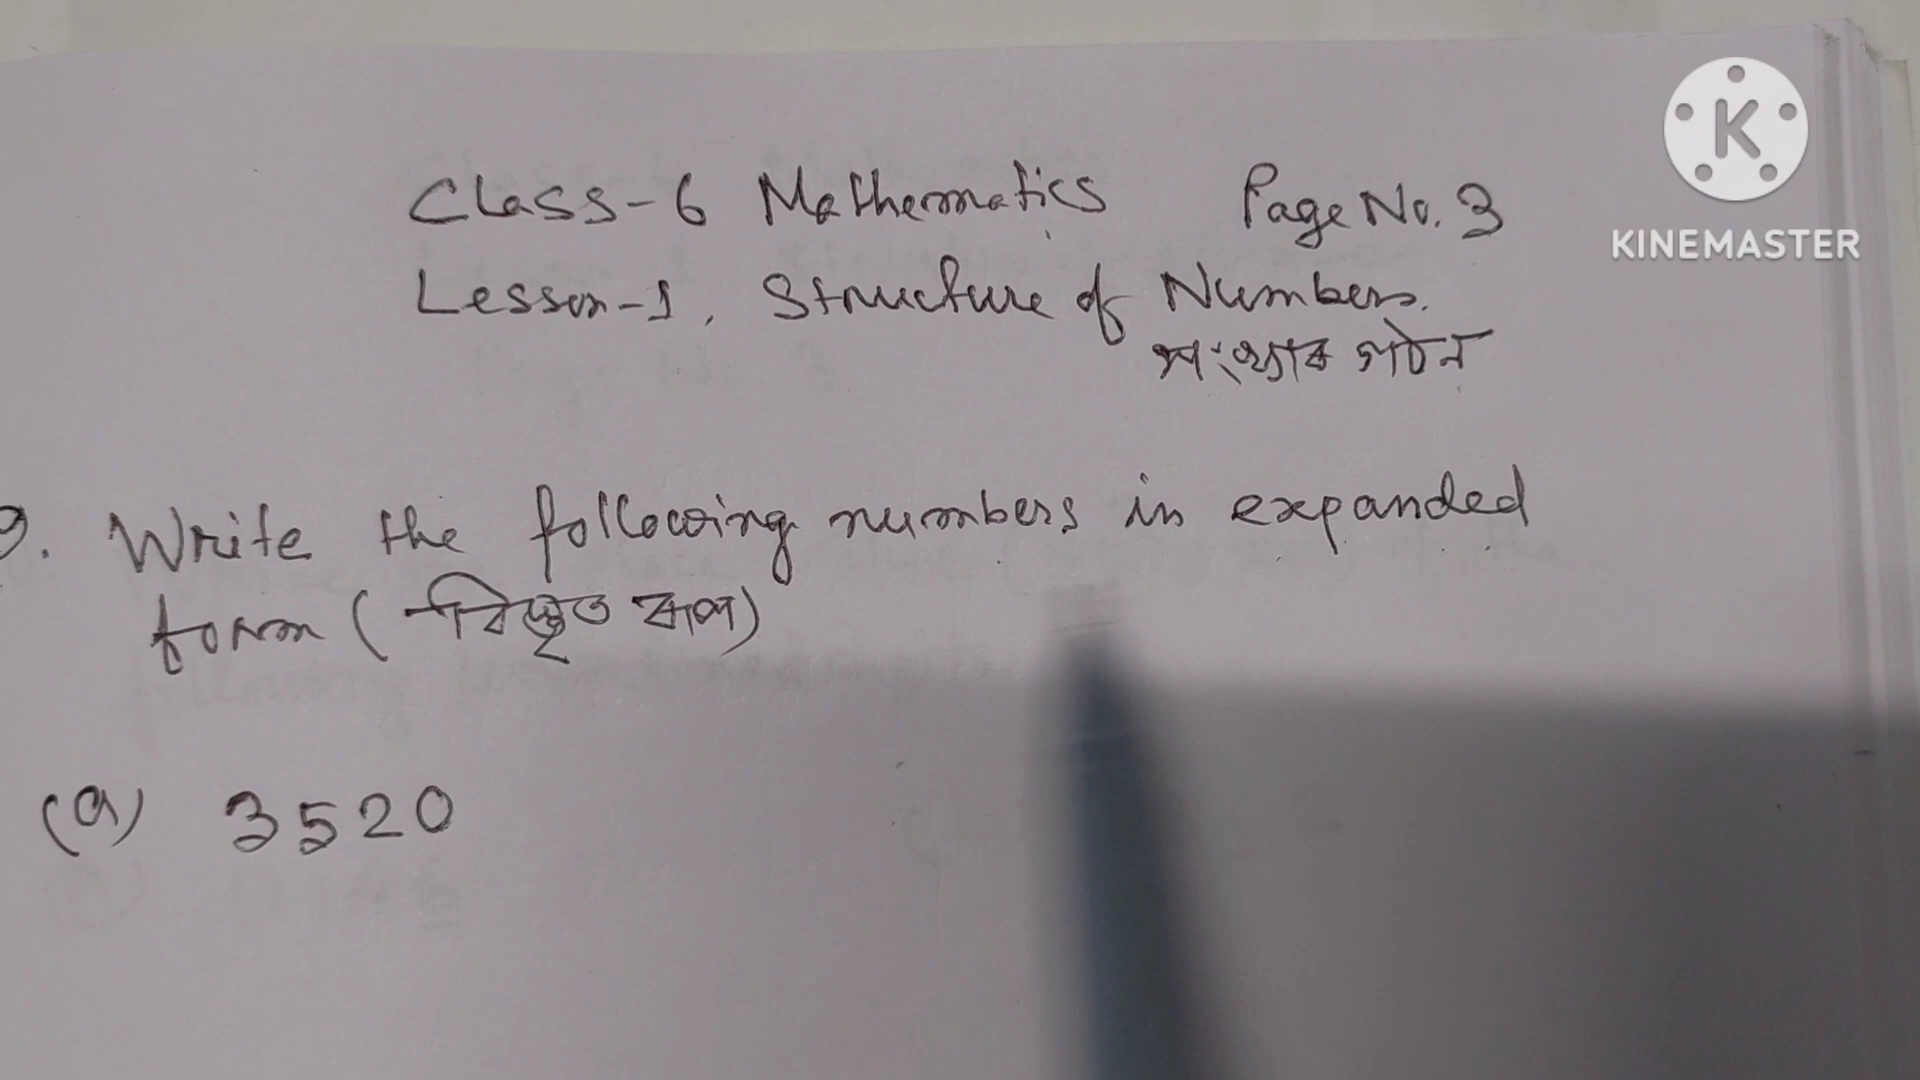 Class-6 Mathematics Page No. 3
Lesson-1. Structure of Numbers.
সংখ্যার গঠন
9. Write the following numbers in expanded
form (বিস্তৃত রূপ)
(a) 3520
K
KINEMASTER